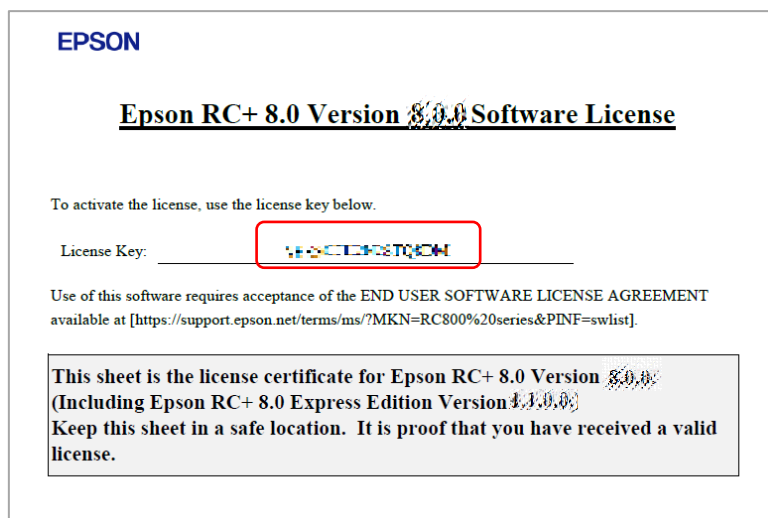 EPSON
Epson RC+ 8.0 Version Software License
To activate the license, use the license key below.
License Key:
Use of this software requires acceptance of the END USER SOFTWARE LICENSE AGREEMENT
available at [https://support.epson.net/terms/ms/?MKN=RC800%20series&PINF=swlist].
This sheet is the license certificate for Epson RC+ 8.0 Version
(Including Epson RC+ 8.0 Express Edition Version
Keep this sheet in a safe location. It is proof that you have received a valid
license.